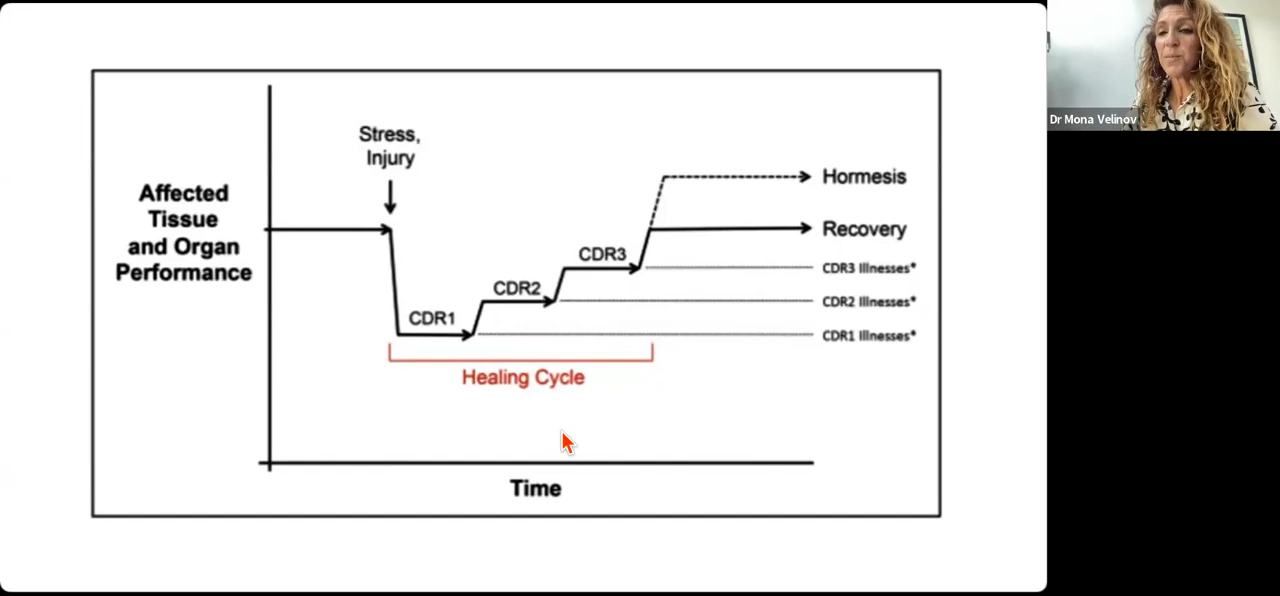 Stress,
Injury
Affected
Tissue
and Organ
Performance
Hormesis
Recovery
CDR3
CDR3 Illnesses*
CDR2
CDR2 Illnesses*
CDR1
CDR1 Illnesses*
Healing Cycle
Time
Dr Mona Velinov